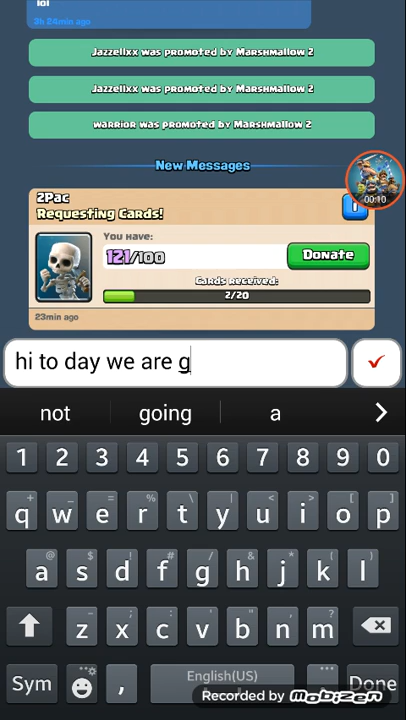 lol
3h 24min ago
Jazzellxx was promoted by Marshmallow 2
Jazzellxx was promoted by Marshmallow 2
warrior was promoted by Marshmallow 2
New Messages
00:10
2Pac
Requesting Cards!
i
You have:
121/100
Donate
Cards received:
2/20
23min ago
hi to day we are g
not going a
1 2 3 4 5 6 7 8 9 0
+ _ = % \ | < > [ ]
q w e r t y u i o p
@ $ ! # / & * ( )
a s d f g h j k l
- ' " : ; , ?
z x c v b n m
Sym , English(US) ... Done
Recorded by Mobizen